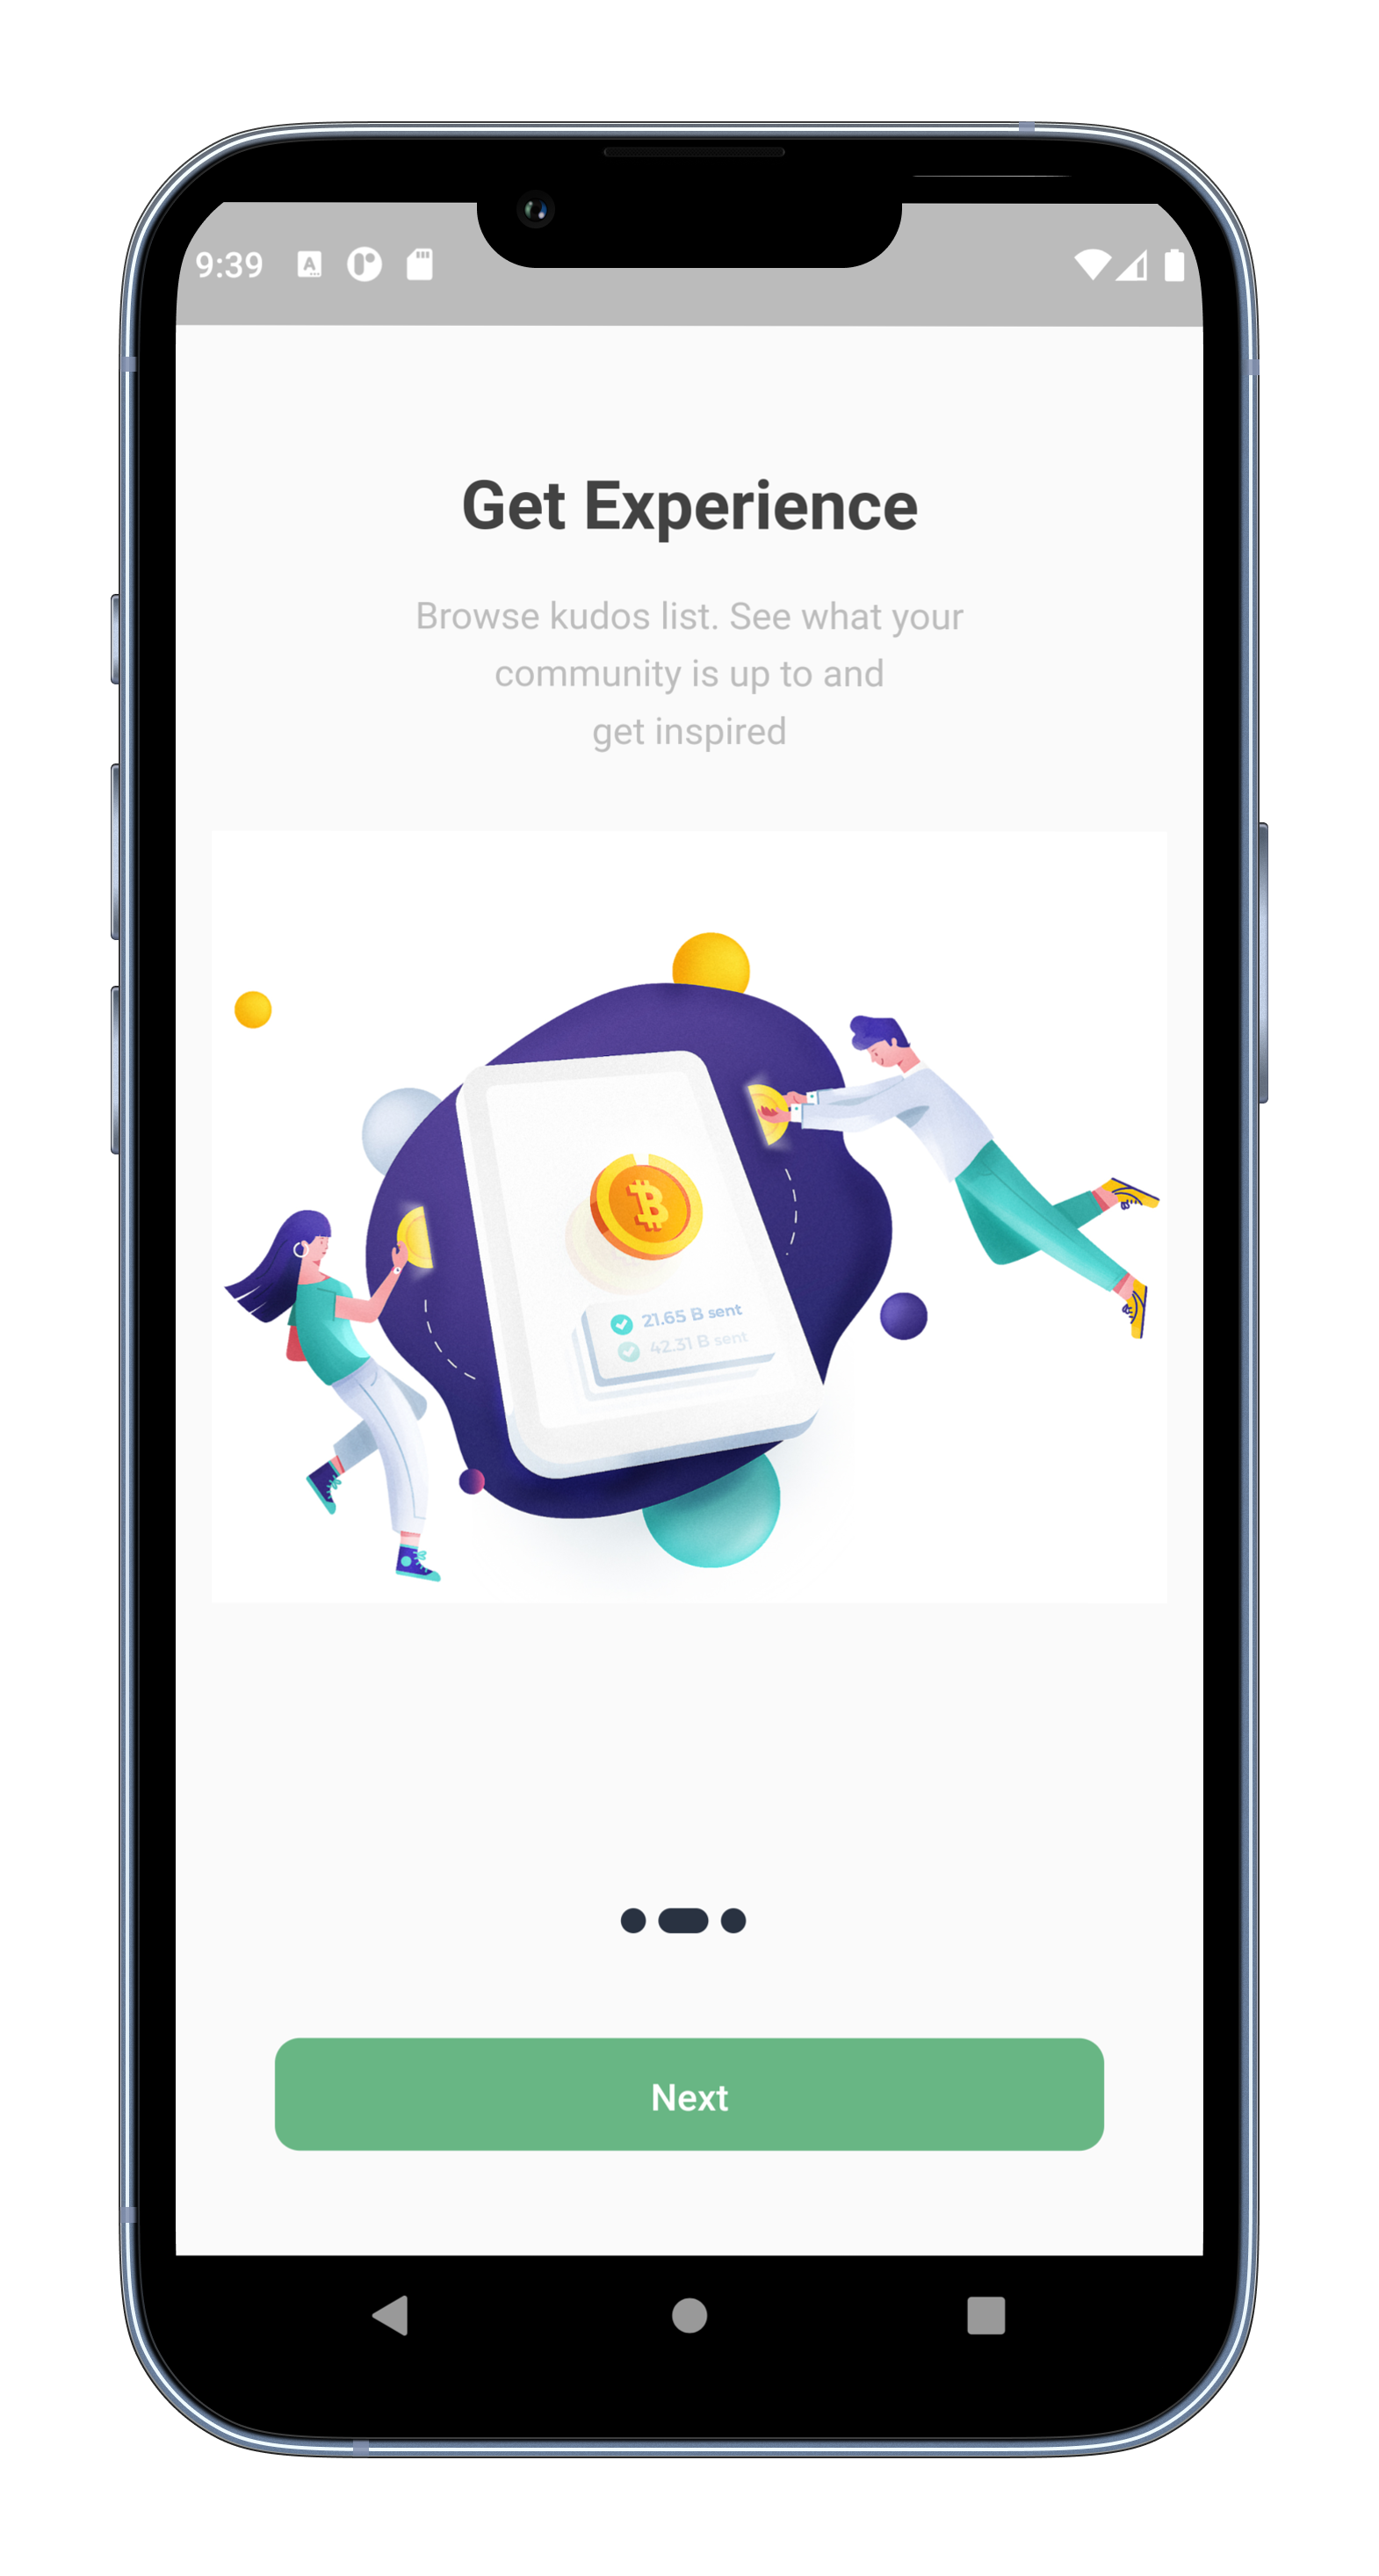 9:39
Get Experience
Browse kudos list. See what your
community is up to and
get inspired
21.65 B sent
42.31 B sent
Next